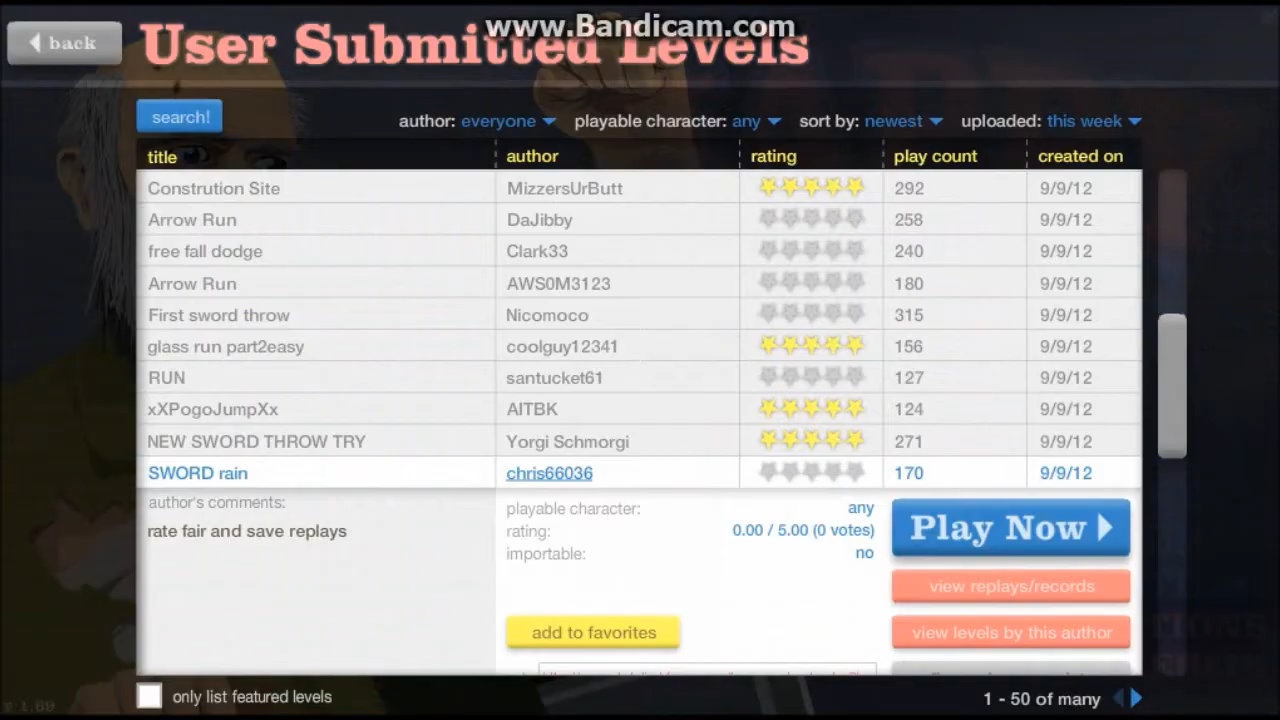 www.Bandicam.com
back
User Submitted Levels
search!
author: everyone playable character: any sort by: newest uploaded: this week
title author rating play count created on
Constrution Site MizzersUrButt 292 9/9/12
Arrow Run DaJibby 258 9/9/12
free fall dodge Clark33 240 9/9/12
Arrow Run AWS0M3123 180 9/9/12
First sword throw Nicomoco 315 9/9/12
glass run part2easy coolguy12341 156 9/9/12
RUN santucket61 127 9/9/12
xXPogoJumpXx AITBK 124 9/9/12
NEW SWORD THROW TRY Yorgi Schmorgi 271 9/9/12
SWORD rain chris66036 170 9/9/12
author's comments:
rate fair and save replays
playable character: any
rating: 0.00 / 5.00 (0 votes)
importable: no
Play Now
view replays/records
add to favorites
view levels by this author
only list featured levels
1 - 50 of many
v 1.69